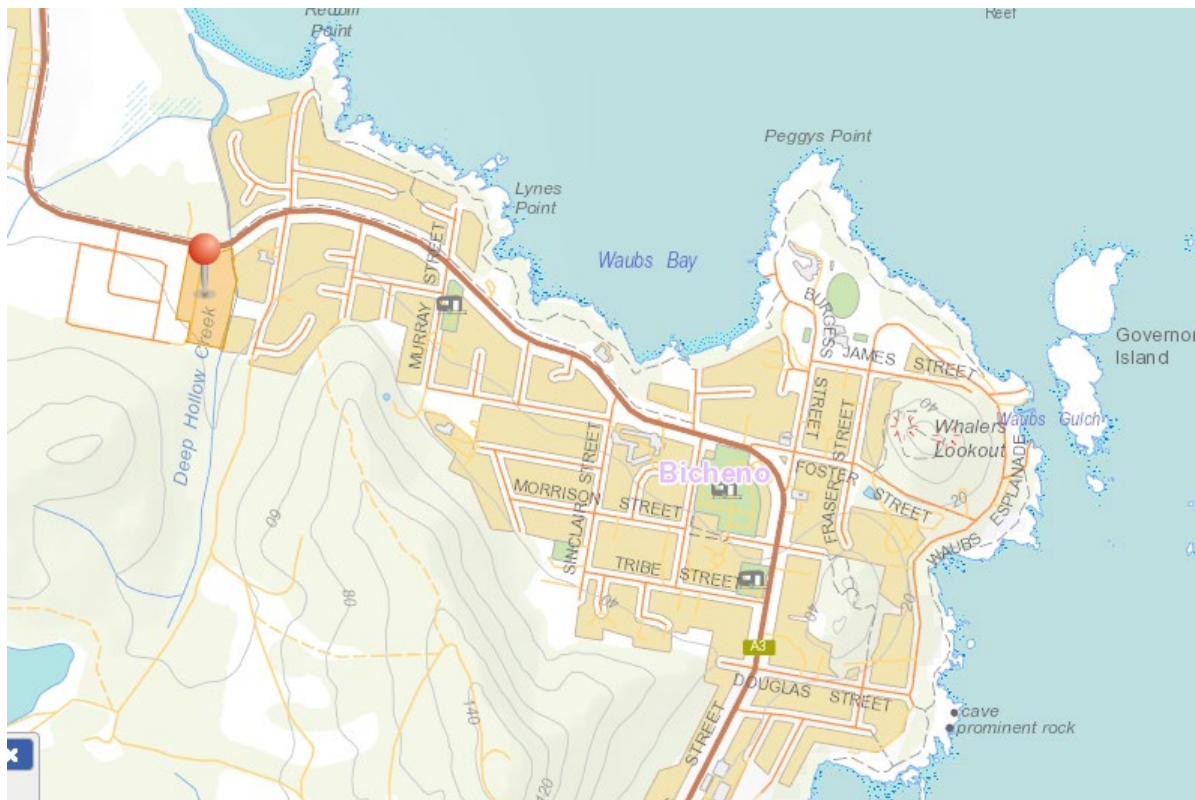 Redbill
Point
Reef
Peggys Point
Lynes
Point
Waubs Bay
Governor
Island
MURRAY STREET
BURGESS STREET
JAMES STREET
Deep Hollow Creek
Waubs Gulch
Whalers
Lookout
40
Bicheno
FOSTER STREET
FRASER STREET
WAUBS ESPLANADE
20
SINCLAIR STREET
MORRISON STREET
TRIBE STREET
60
80
40
40
20
A3
DOUGLAS STREET
STREET
140
120
cave
prominent rock